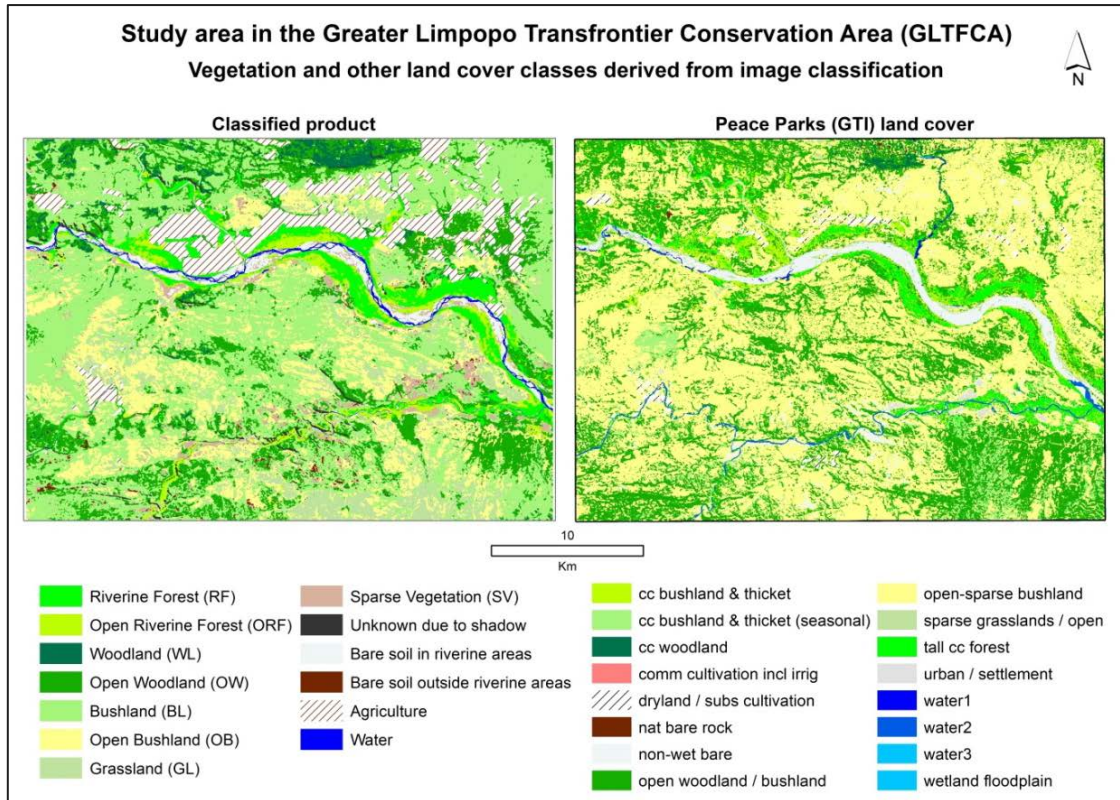 Study area in the Greater Limpopo Transfrontier Conservation Area (GLTFCA)
Vegetation and other land cover classes derived from image classification
N
Classified product
Peace Parks (GTI) land cover
10
Km
Riverine Forest (RF)
Open Riverine Forest (ORF)
Woodland (WL)
Open Woodland (OW)
Bushland (BL)
Open Bushland (OB)
Grassland (GL)
Sparse Vegetation (SV)
Unknown due to shadow
Bare soil in riverine areas
Bare soil outside riverine areas
Agriculture
Water
cc bushland & thicket
cc bushland & thicket (seasonal)
cc woodland
comm cultivation incl irrig
dryland / subs cultivation
nat bare rock
non-wet bare
open woodland / bushland
open-sparse bushland
sparse grasslands / open
tall cc forest
urban / settlement
water1
water2
water3
wetland floodplain